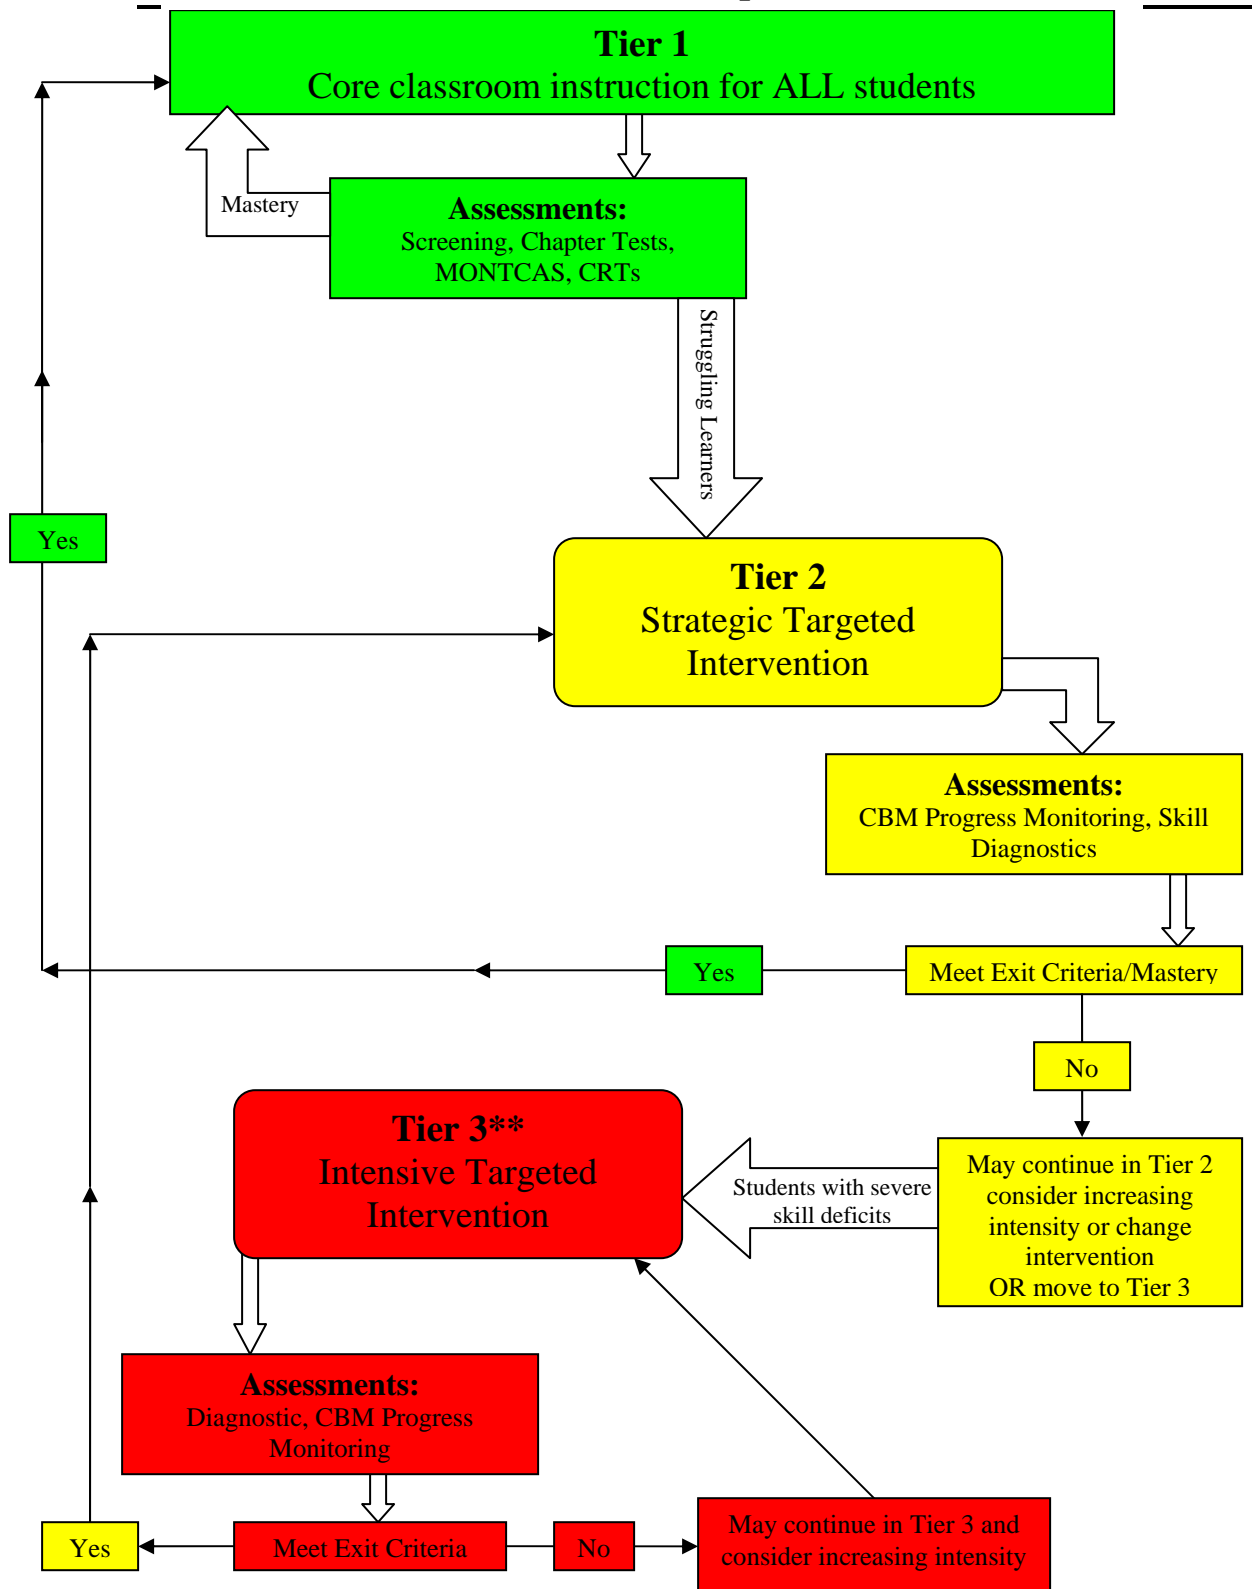 Tier 1
Core classroom instruction for ALL students
Mastery
Assessments:
Screening, Chapter Tests,
MONTCAS, CRTs
Struggling Learners
Yes
Tier 2
Strategic Targeted
Intervention
Assessments:
CBM Progress Monitoring, Skill
Diagnostics
Yes
Meet Exit Criteria/Mastery
No
Tier 3**
Intensive Targeted
Intervention
Students with severe
skill deficits
May continue in Tier 2
consider increasing
intensity or change
intervention
OR move to Tier 3
Assessments:
Diagnostic, CBM Progress
Monitoring
Yes
Meet Exit Criteria
No
May continue in Tier 3 and
consider increasing intensity